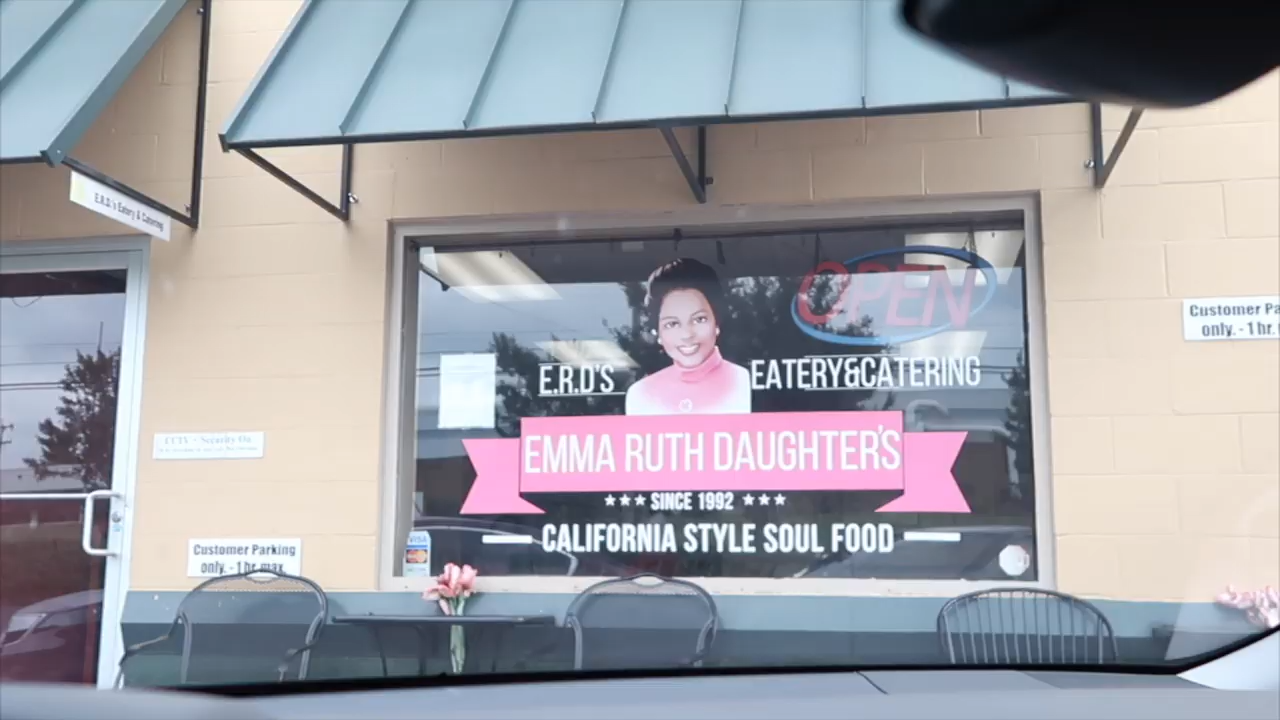 E.R.D.'s Eatery & Catering
OPEN
E.R.D'S
EATERY&CATERING
EMMA RUTH DAUGHTER'S
SINCE 1992
CALIFORNIA STYLE SOUL FOOD
Customer Pa
only. - 1 hr.
CCTV - Security On.
VISA
Customer Parking
only. - 1 hr. max.